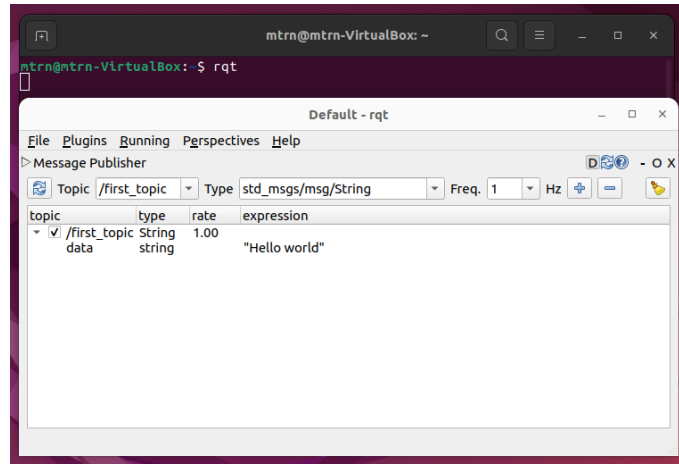 mtrn@mtrn-VirtualBox: ~
mtrn@mtrn-VirtualBox:~$ rqt
Default - rqt
File Plugins Running Perspectives Help
Message Publisher D ? - O X
Topic /first_topic Type std_msgs/msg/String Freq. 1 Hz
topic type rate expression
/first_topic String 1.00
data string "Hello world"